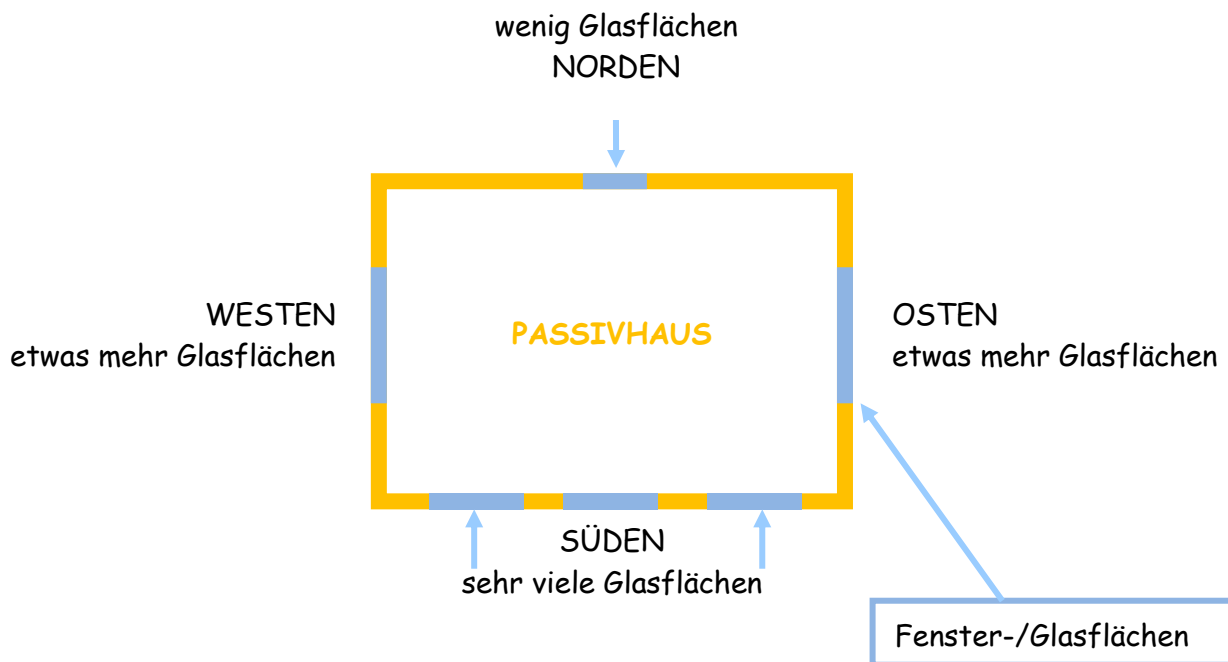 wenig Glasflächen
NORDEN
WESTEN
etwas mehr Glasflächen
PASSIVHAUS
OSTEN
etwas mehr Glasflächen
SÜDEN
sehr viele Glasflächen
Fenster-/Glasflächen